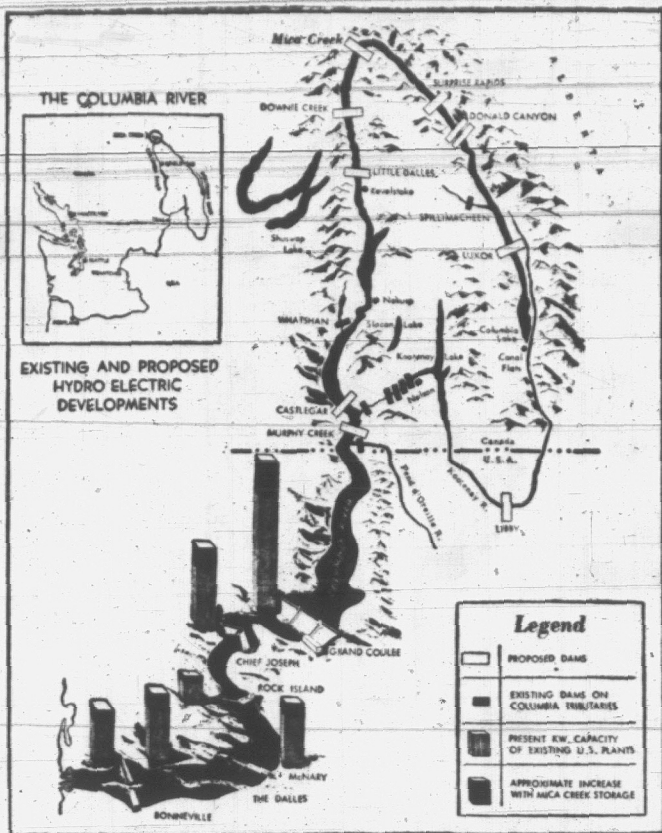 Mica Creek
SURPRISE RAPIDS
THE COLUMBIA RIVER
DOWNIE CREEK
DONALD CANYON
LITTLE DALLES
Revelstoke
SPILLIMACHEEN
Shuswap
Lake
LUXOR
Nakusp
WHATSHAN
Slocan Lake
Columbia
Lake
Kootenay Lake
Canal
Flats
EXISTING AND PROPOSED
HYDRO ELECTRIC
DEVELOPMENTS
Nelson
CASTLEGAR
MURPHY CREEK
Canada
U.S.A.
Pend d'Oreille R.
Kootenay R.
LIBBY
GRAND COULEE
CHIEF JOSEPH
ROCK ISLAND
McNARY
THE DALLES
BONNEVILLE
Legend
PROPOSED DAMS
EXISTING DAMS ON
COLUMBIA TRIBUTARIES
PRESENT KW. CAPACITY
OF EXISTING U.S. PLANTS
APPROXIMATE INCREASE
WITH MICA CREEK STORAGE